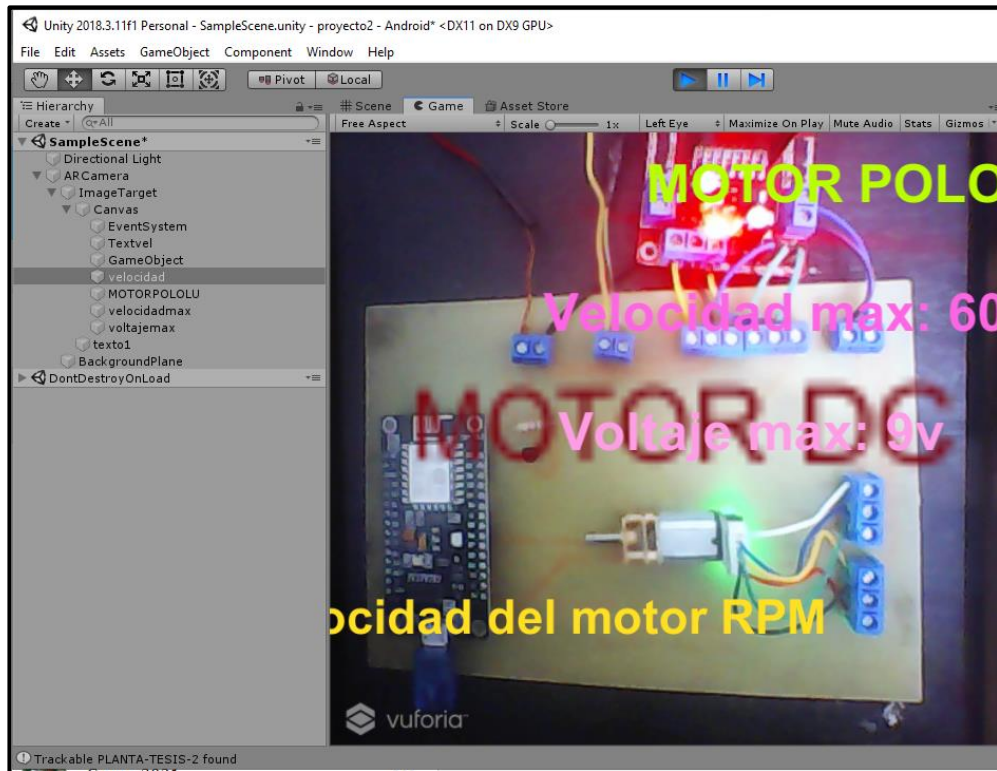 Unity 2018.3.11f1 Personal - SampleScene.unity - proyecto2 - Android* <DX11 on DX9 GPU>
File Edit Assets GameObject Component Window Help
Pivot Local
Hierarchy
Scene Game Asset Store
Create All
Free Aspect Scale 1x Left Eye Maximize On Play Mute Audio Stats Gizmos
SampleScene*
Directional Light
ARCamera
ImageTarget
Canvas
EventSystem
Textvel
GameObject
velocidad
MOTORPOLOLU
velocidadmax
voltajemax
texto1
BackgroundPlane
DontDestroyOnLoad
MOTOR POLO
Velocidad max: 60
MOTOR DC
Voltaje max: 9v
ocidad del motor RPM
vuforia
Trackable PLANTA-TESIS-2 found